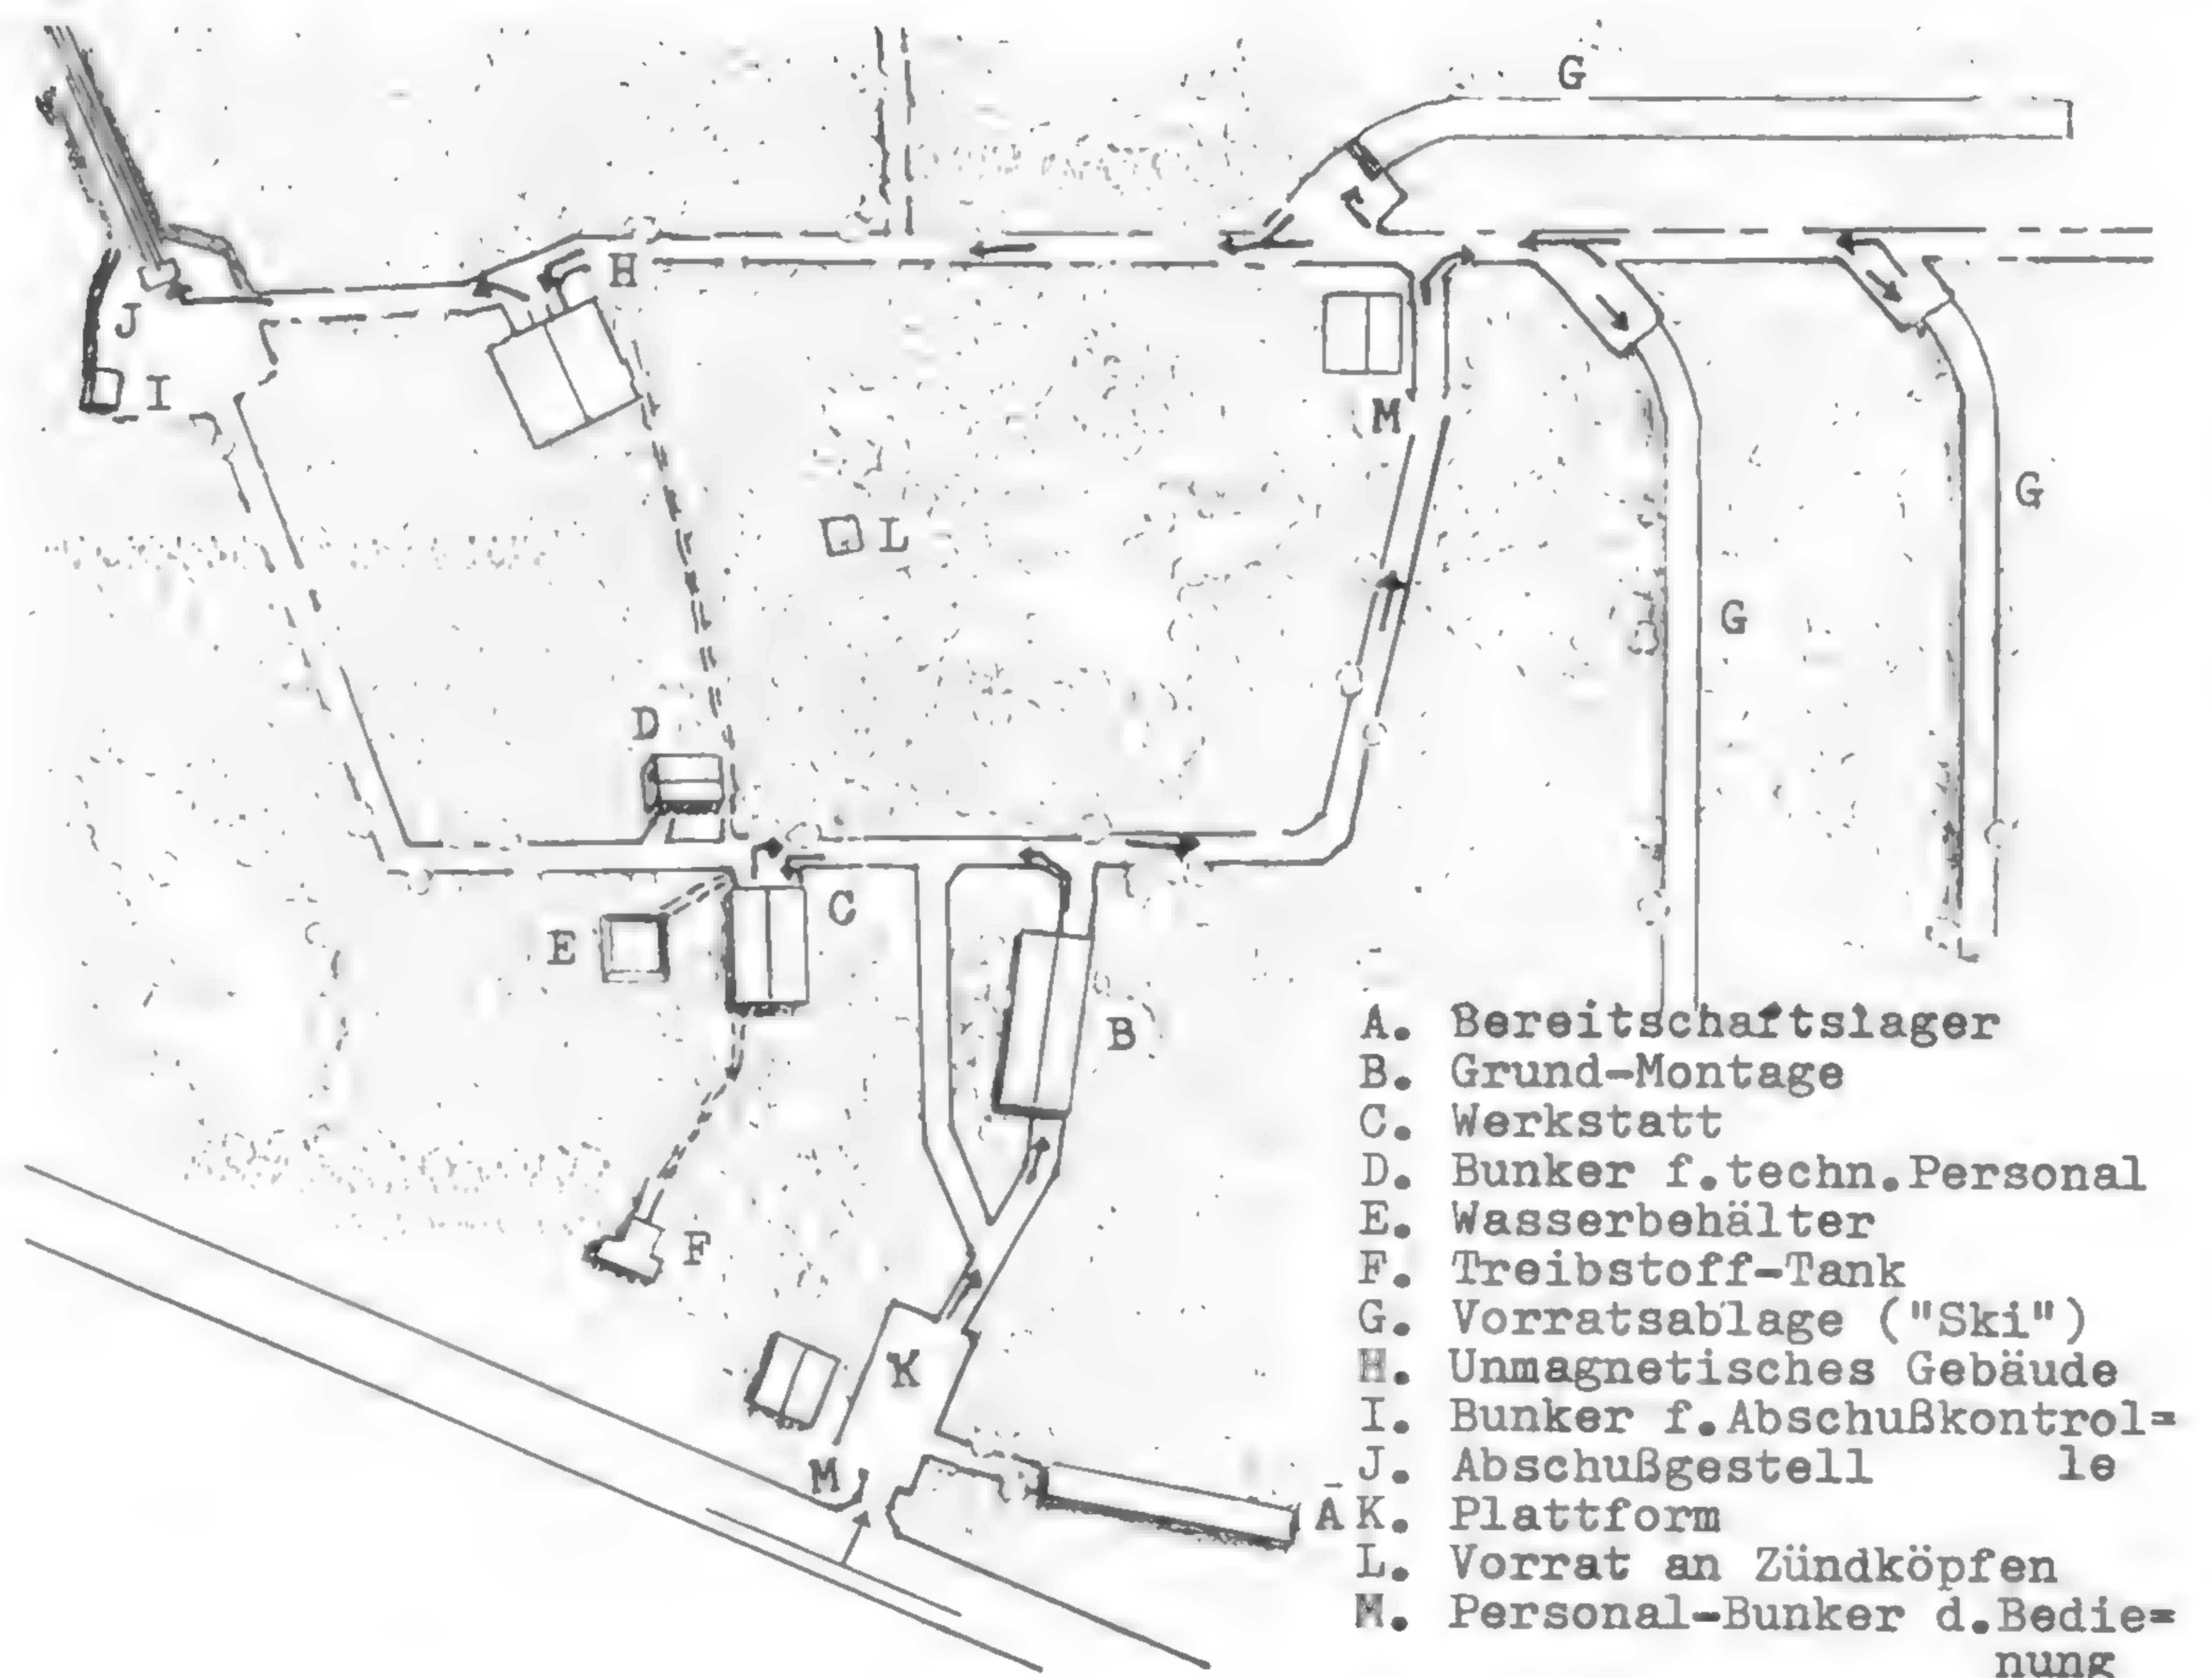 G
H
J
I
M
G
L
G
D
C
E
B
F
K
M
A
A. Bereitschaftslager
B. Grund-Montage
C. Werkstatt
D. Bunker f.techn.Personal
E. Wasserbehälter
F. Treibstoff-Tank
G. Vorratsablage ("Ski")
H. Unmagnetisches Gebäude
I. Bunker f.Abschußkontrol=
J. Abschußgestell le
K. Plattform
L. Vorrat an Zündköpfen
M. Personal-Bunker d.Bedie=
nung